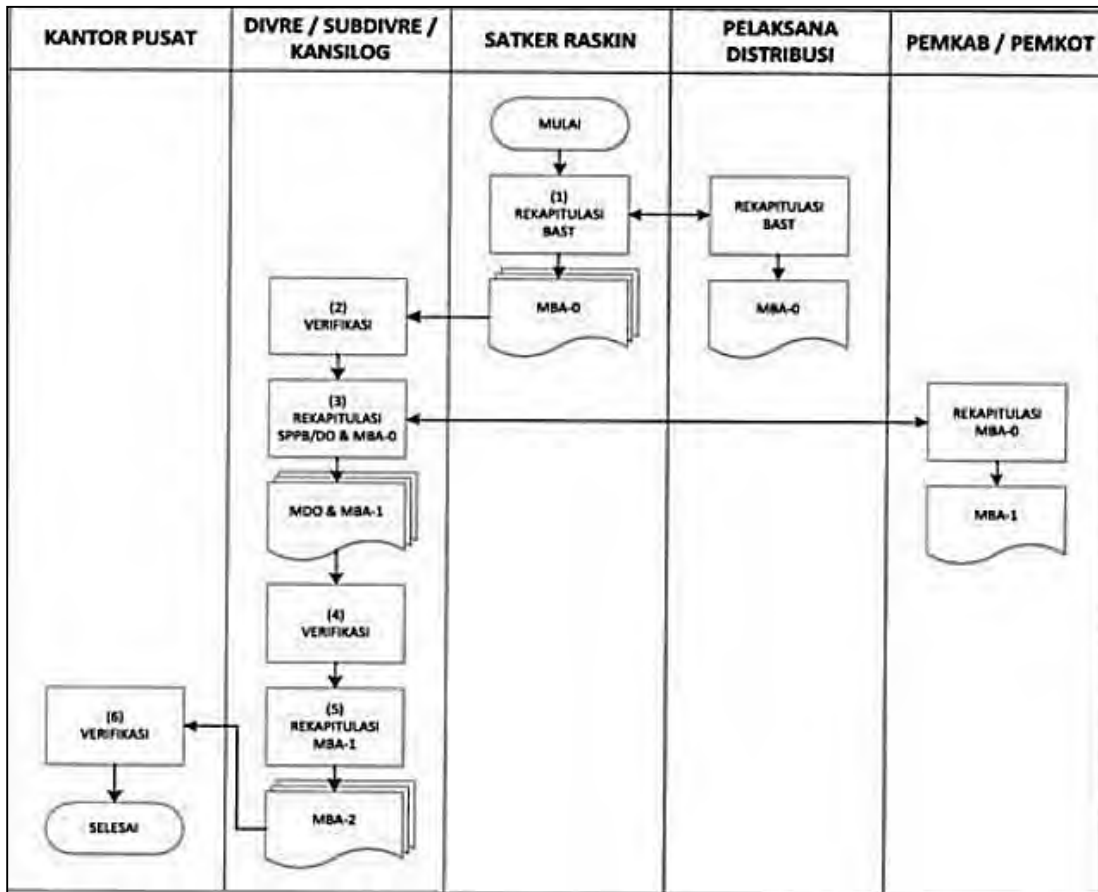 KANTOR PUSAT
DIVRE / SUBDIVRE /
KANSILOG
SATKER RASKIN
PELAKSANA
DISTRIBUSI
PEMKAB / PEMKOT
MULAI
(1)
REKAPITULASI
BAST
REKAPITULASI
BAST
MBA-0
MBA-0
(2)
VERIFIKASI
(3)
REKAPITULASI
SPPB/DO & MBA-0
REKAPITULASI
MBA-0
MDO & MBA-1
MBA-1
(4)
VERIFIKASI
(5)
REKAPITULASI
MBA-1
(6)
VERIFIKASI
MBA-2
SELESAI